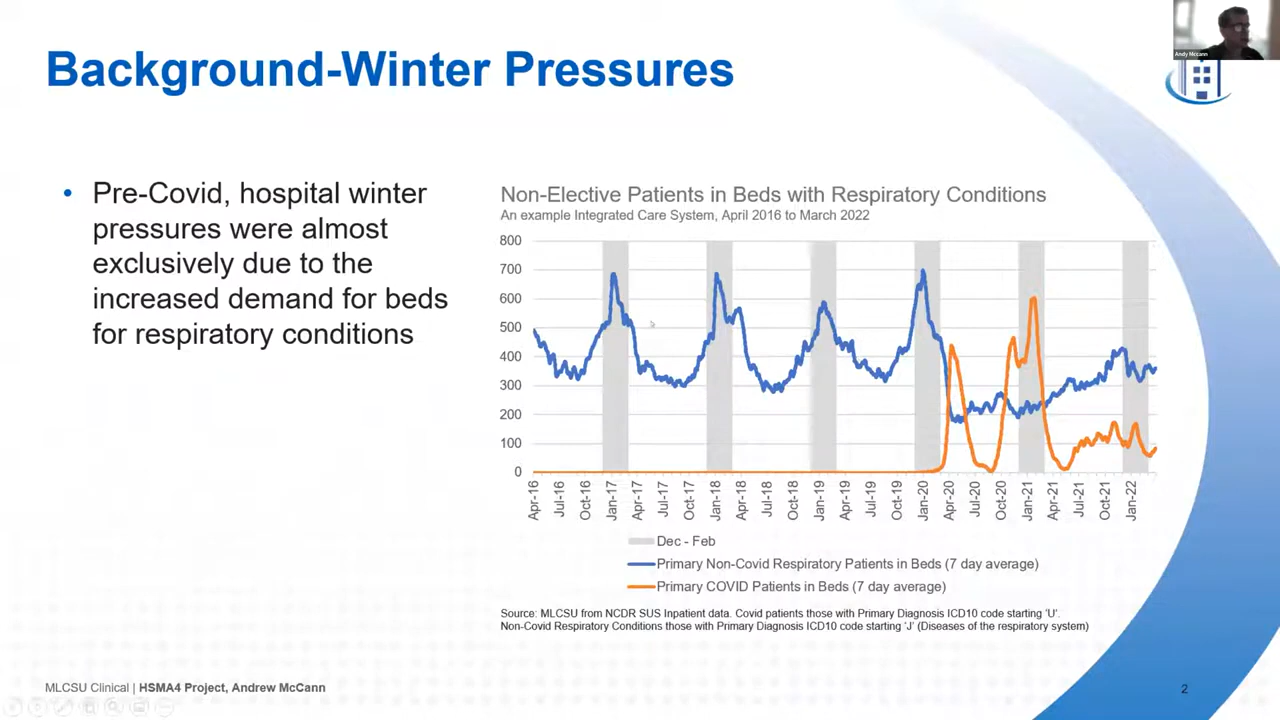 Andy Mccann
Background-Winter Pressures
• Pre-Covid, hospital winter
pressures were almost
exclusively due to the
increased demand for beds
for respiratory conditions
Non-Elective Patients in Beds with Respiratory Conditions
An example Integrated Care System, April 2016 to March 2022
800
700
600
500
400
300
200
100
0
Apr-16
Jul-16
Oct-16
Jan-17
Apr-17
Jul-17
Oct-17
Jan-18
Apr-18
Jul-18
Oct-18
Jan-19
Apr-19
Jul-19
Oct-19
Jan-20
Apr-20
Jul-20
Oct-20
Jan-21
Apr-21
Jul-21
Oct-21
Jan-22
Dec - Feb
Primary Non-Covid Respiratory Patients in Beds (7 day average)
Primary COVID Patients in Beds (7 day average)
Source: MLCSU from NCDR SUS Inpatient data. Covid patients those with Primary Diagnosis ICD10 code starting ‘U’.
Non-Covid Respiratory Conditions those with Primary Diagnosis ICD10 code starting ‘J’ (Diseases of the respiratory system)
MLCSU Clinical | HSMA4 Project, Andrew McCann
2